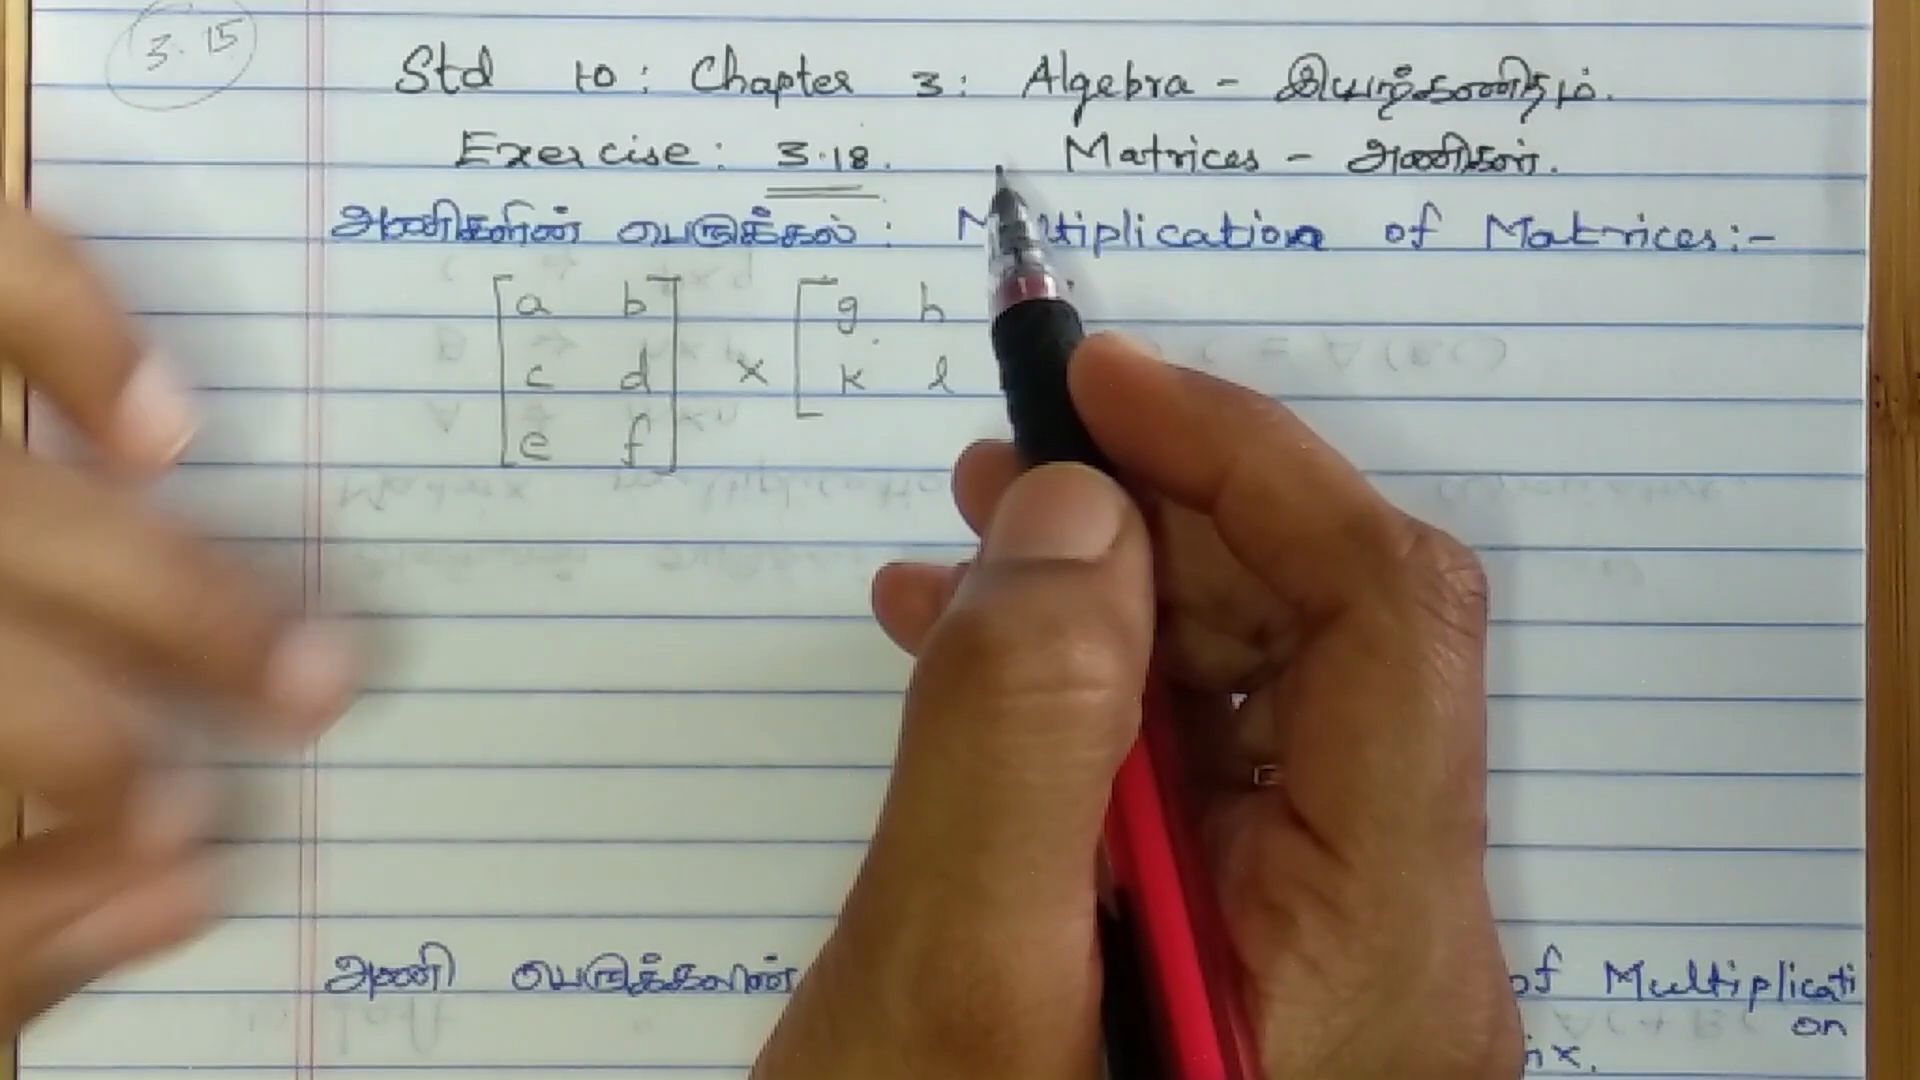 3.15
Std 10 : Chapter 3 : Algebra - இயற்கணிதம்.
Exercise : 3.18. Matrices - அணிகள்.
அணிகளின் பெருக்கல் : Multiplication of Matrices :-
a b g h
c d × k l
e f
அணி பெருக்கலின் of Multiplicati
on